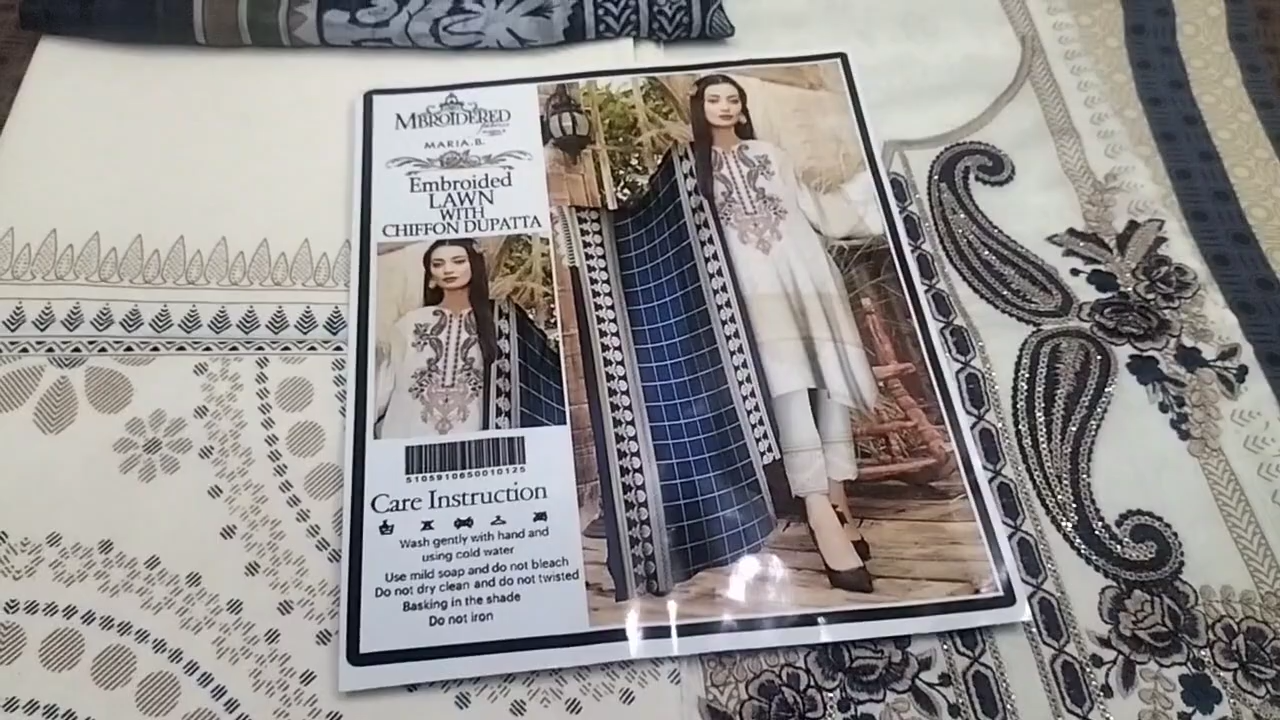 MBROIDERED
MARIA.B.
Embroided
LAWN
WITH
CHIFFON DUPATTA
5105910650010125
Care Instruction
Wash gently with hand and
using cold water
Use mild soap and do not bleach
Do not dry clean and do not twisted
Basking in the shade
Do not iron